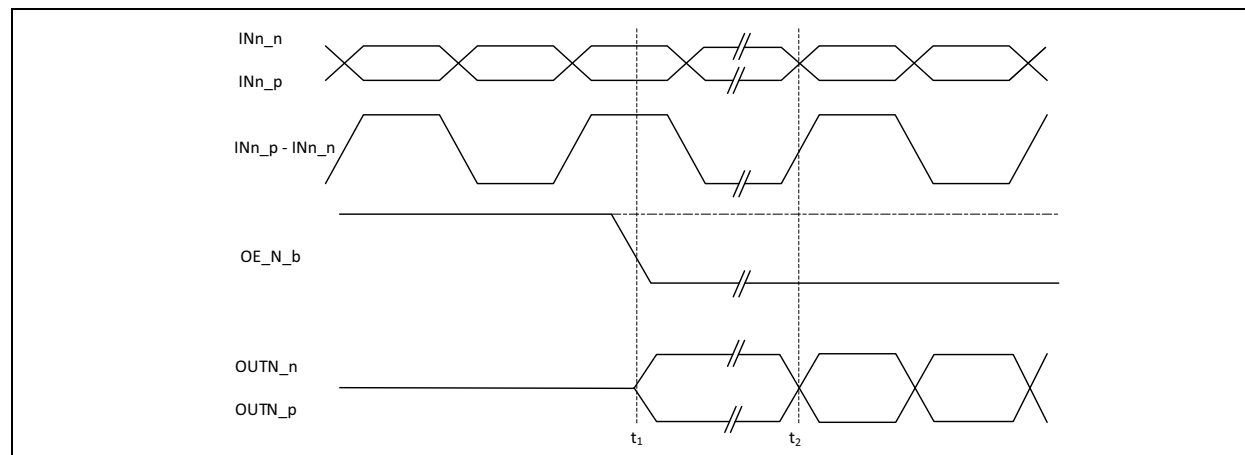 INn_n
INn_p
INn_p - INn_n
OE_N_b
OUTN_n
OUTN_p
t₁ t₂